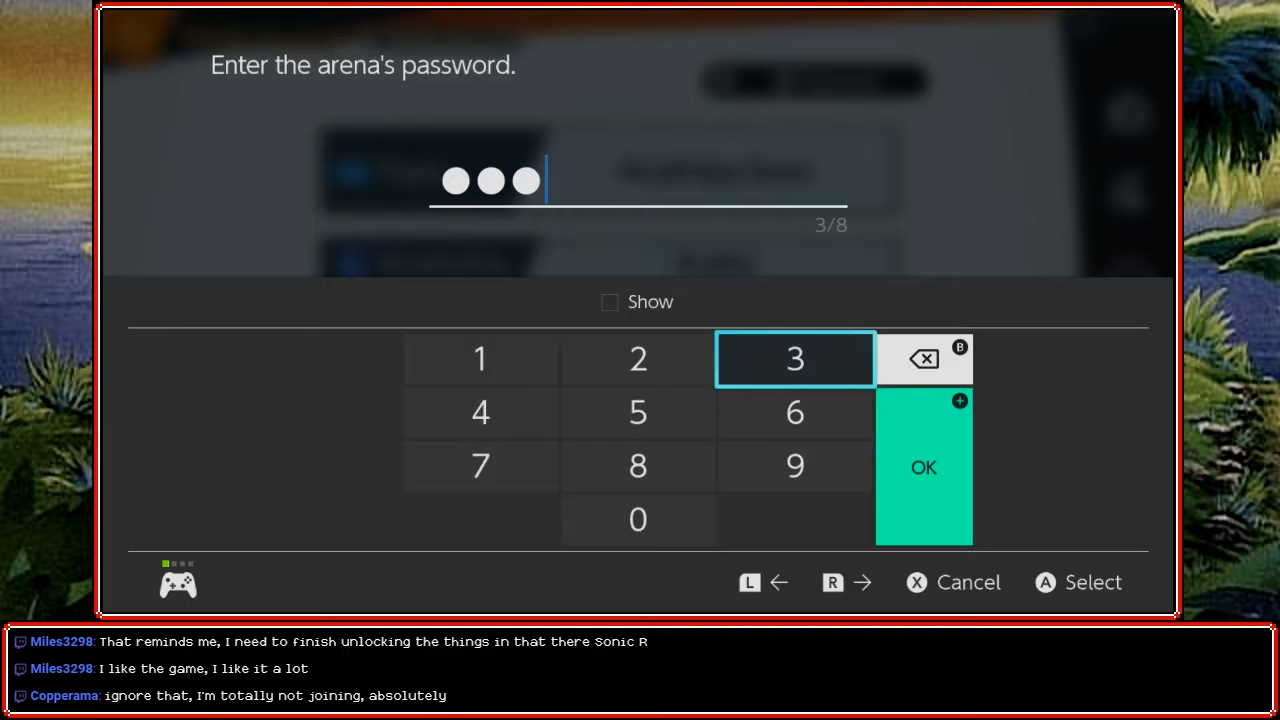 Enter the arena's password.
3/8
Show
1 2 3 B
4 5 6 +
7 8 9 OK
0
L ← R → X Cancel A Select
Miles3298: That reminds me, I need to finish unlocking the things in that there Sonic R
Miles3298: I like the game, I like it a lot
Copperama: ignore that, I'm totally not joining, absolutely